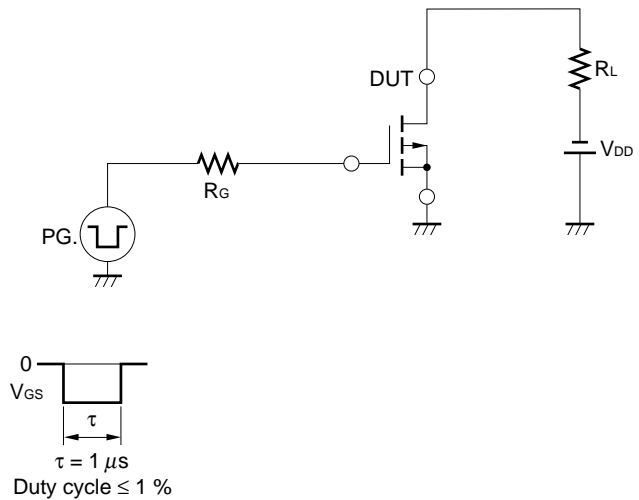 DUT
RL
VDD
RG
PG.
0
VGS
τ
τ = 1 μs
Duty cycle ≤ 1 %